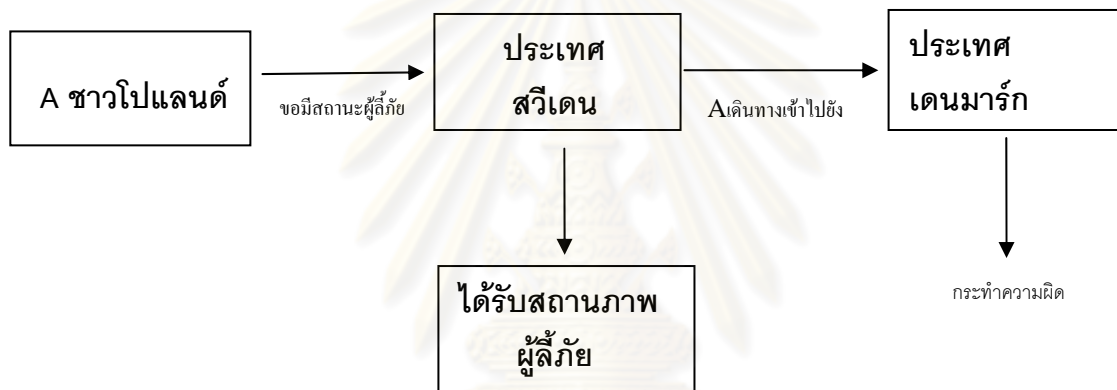 A ชาวโปแลนด์
ขอมีสถานะผู้ลี้ภัย
ประเทศ
สวีเดน
Aเดินทางเข้าไปยัง
ประเทศ
เดนมาร์ก
ได้รับสถานภาพ
ผู้ลี้ภัย
กระทำความผิด